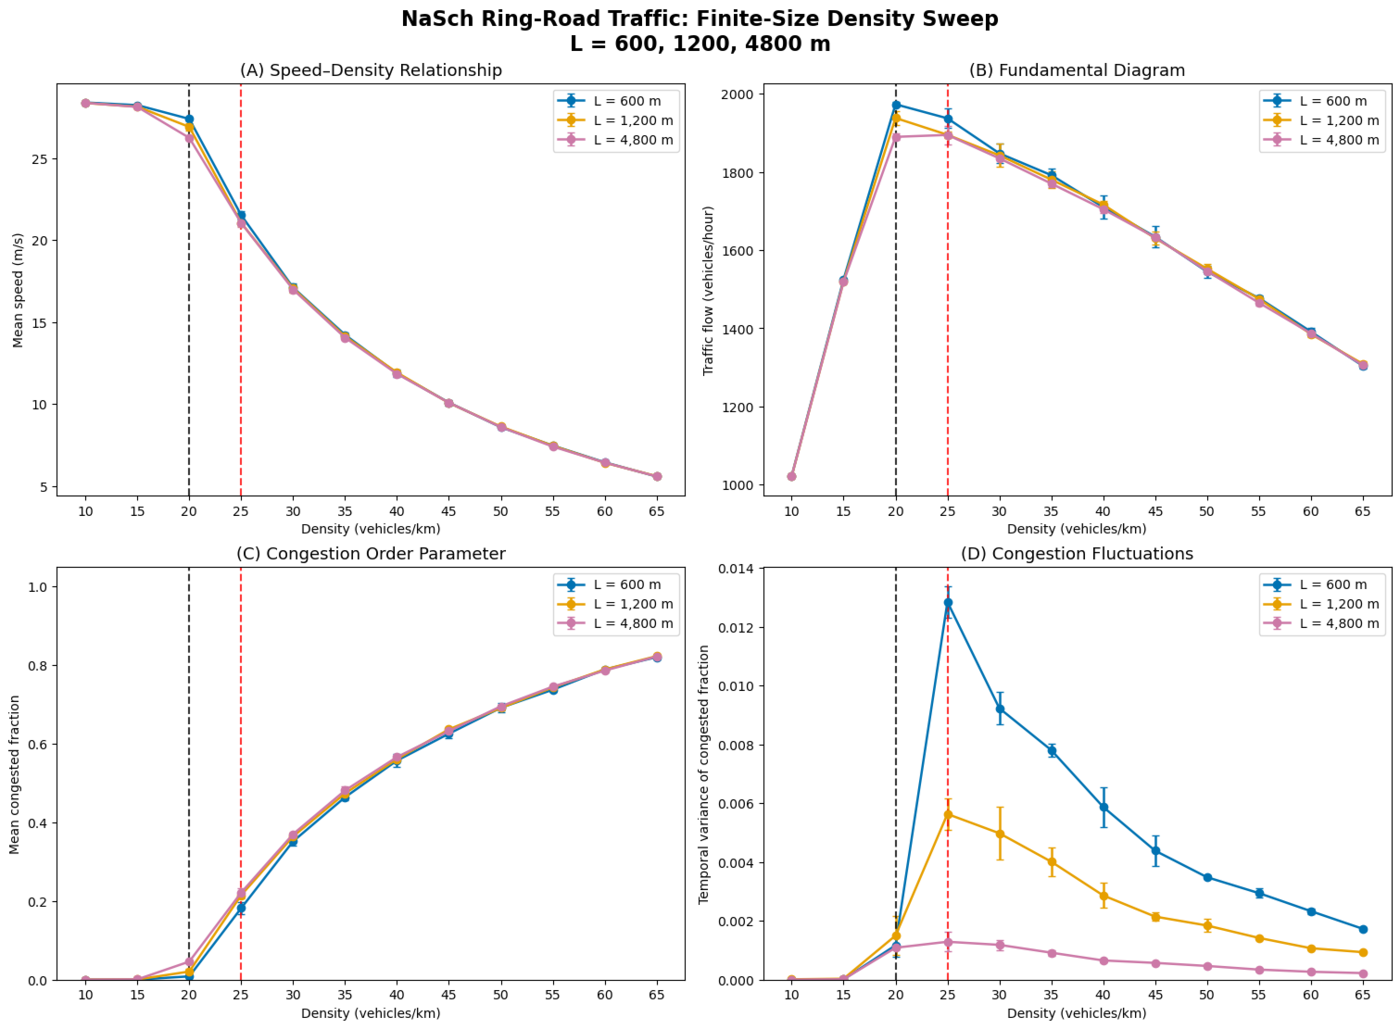 NaSch Ring-Road Traffic: Finite-Size Density Sweep
L = 600, 1200, 4800 m
(A) Speed–Density Relationship
Mean speed (m/s)
25
20
15
10
5
L = 600 m
L = 1,200 m
L = 4,800 m
10 15 20 25 30 35 40 45 50 55 60 65
Density (vehicles/km)
(B) Fundamental Diagram
Traffic flow (vehicles/hour)
2000
1800
1600
1400
1200
1000
L = 600 m
L = 1,200 m
L = 4,800 m
10 15 20 25 30 35 40 45 50 55 60 65
Density (vehicles/km)
(C) Congestion Order Parameter
Mean congested fraction
1.0
0.8
0.6
0.4
0.2
0.0
L = 600 m
L = 1,200 m
L = 4,800 m
10 15 20 25 30 35 40 45 50 55 60 65
Density (vehicles/km)
(D) Congestion Fluctuations
Temporal variance of congested fraction
0.014
0.012
0.010
0.008
0.006
0.004
0.002
0.000
L = 600 m
L = 1,200 m
L = 4,800 m
10 15 20 25 30 35 40 45 50 55 60 65
Density (vehicles/km)